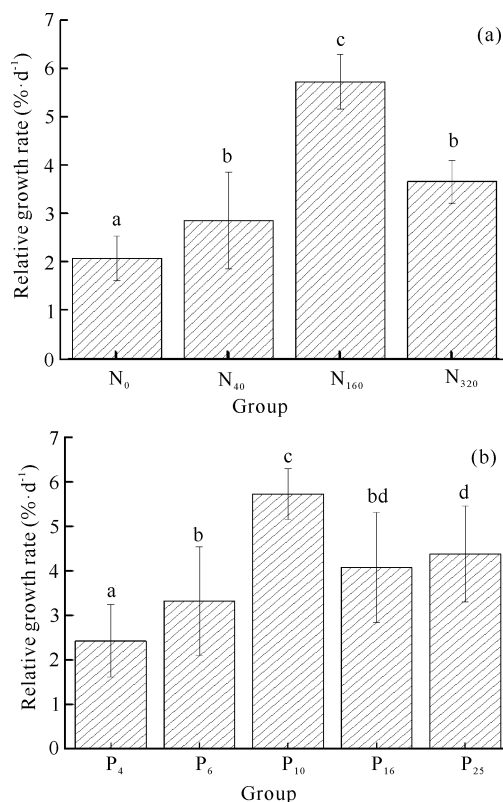 (a)
Relative growth rate (%·d⁻¹)
7
6
5
4
3
2
1
0
a
b
c
b
N₀
N₄₀
N₁₆₀
N₃₂₀
Group
(b)
Relative growth rate (%·d⁻¹)
7
6
5
4
3
2
1
0
a
b
c
bd
d
P₄
P₆
P₁₀
P₁₆
P₂₅
Group